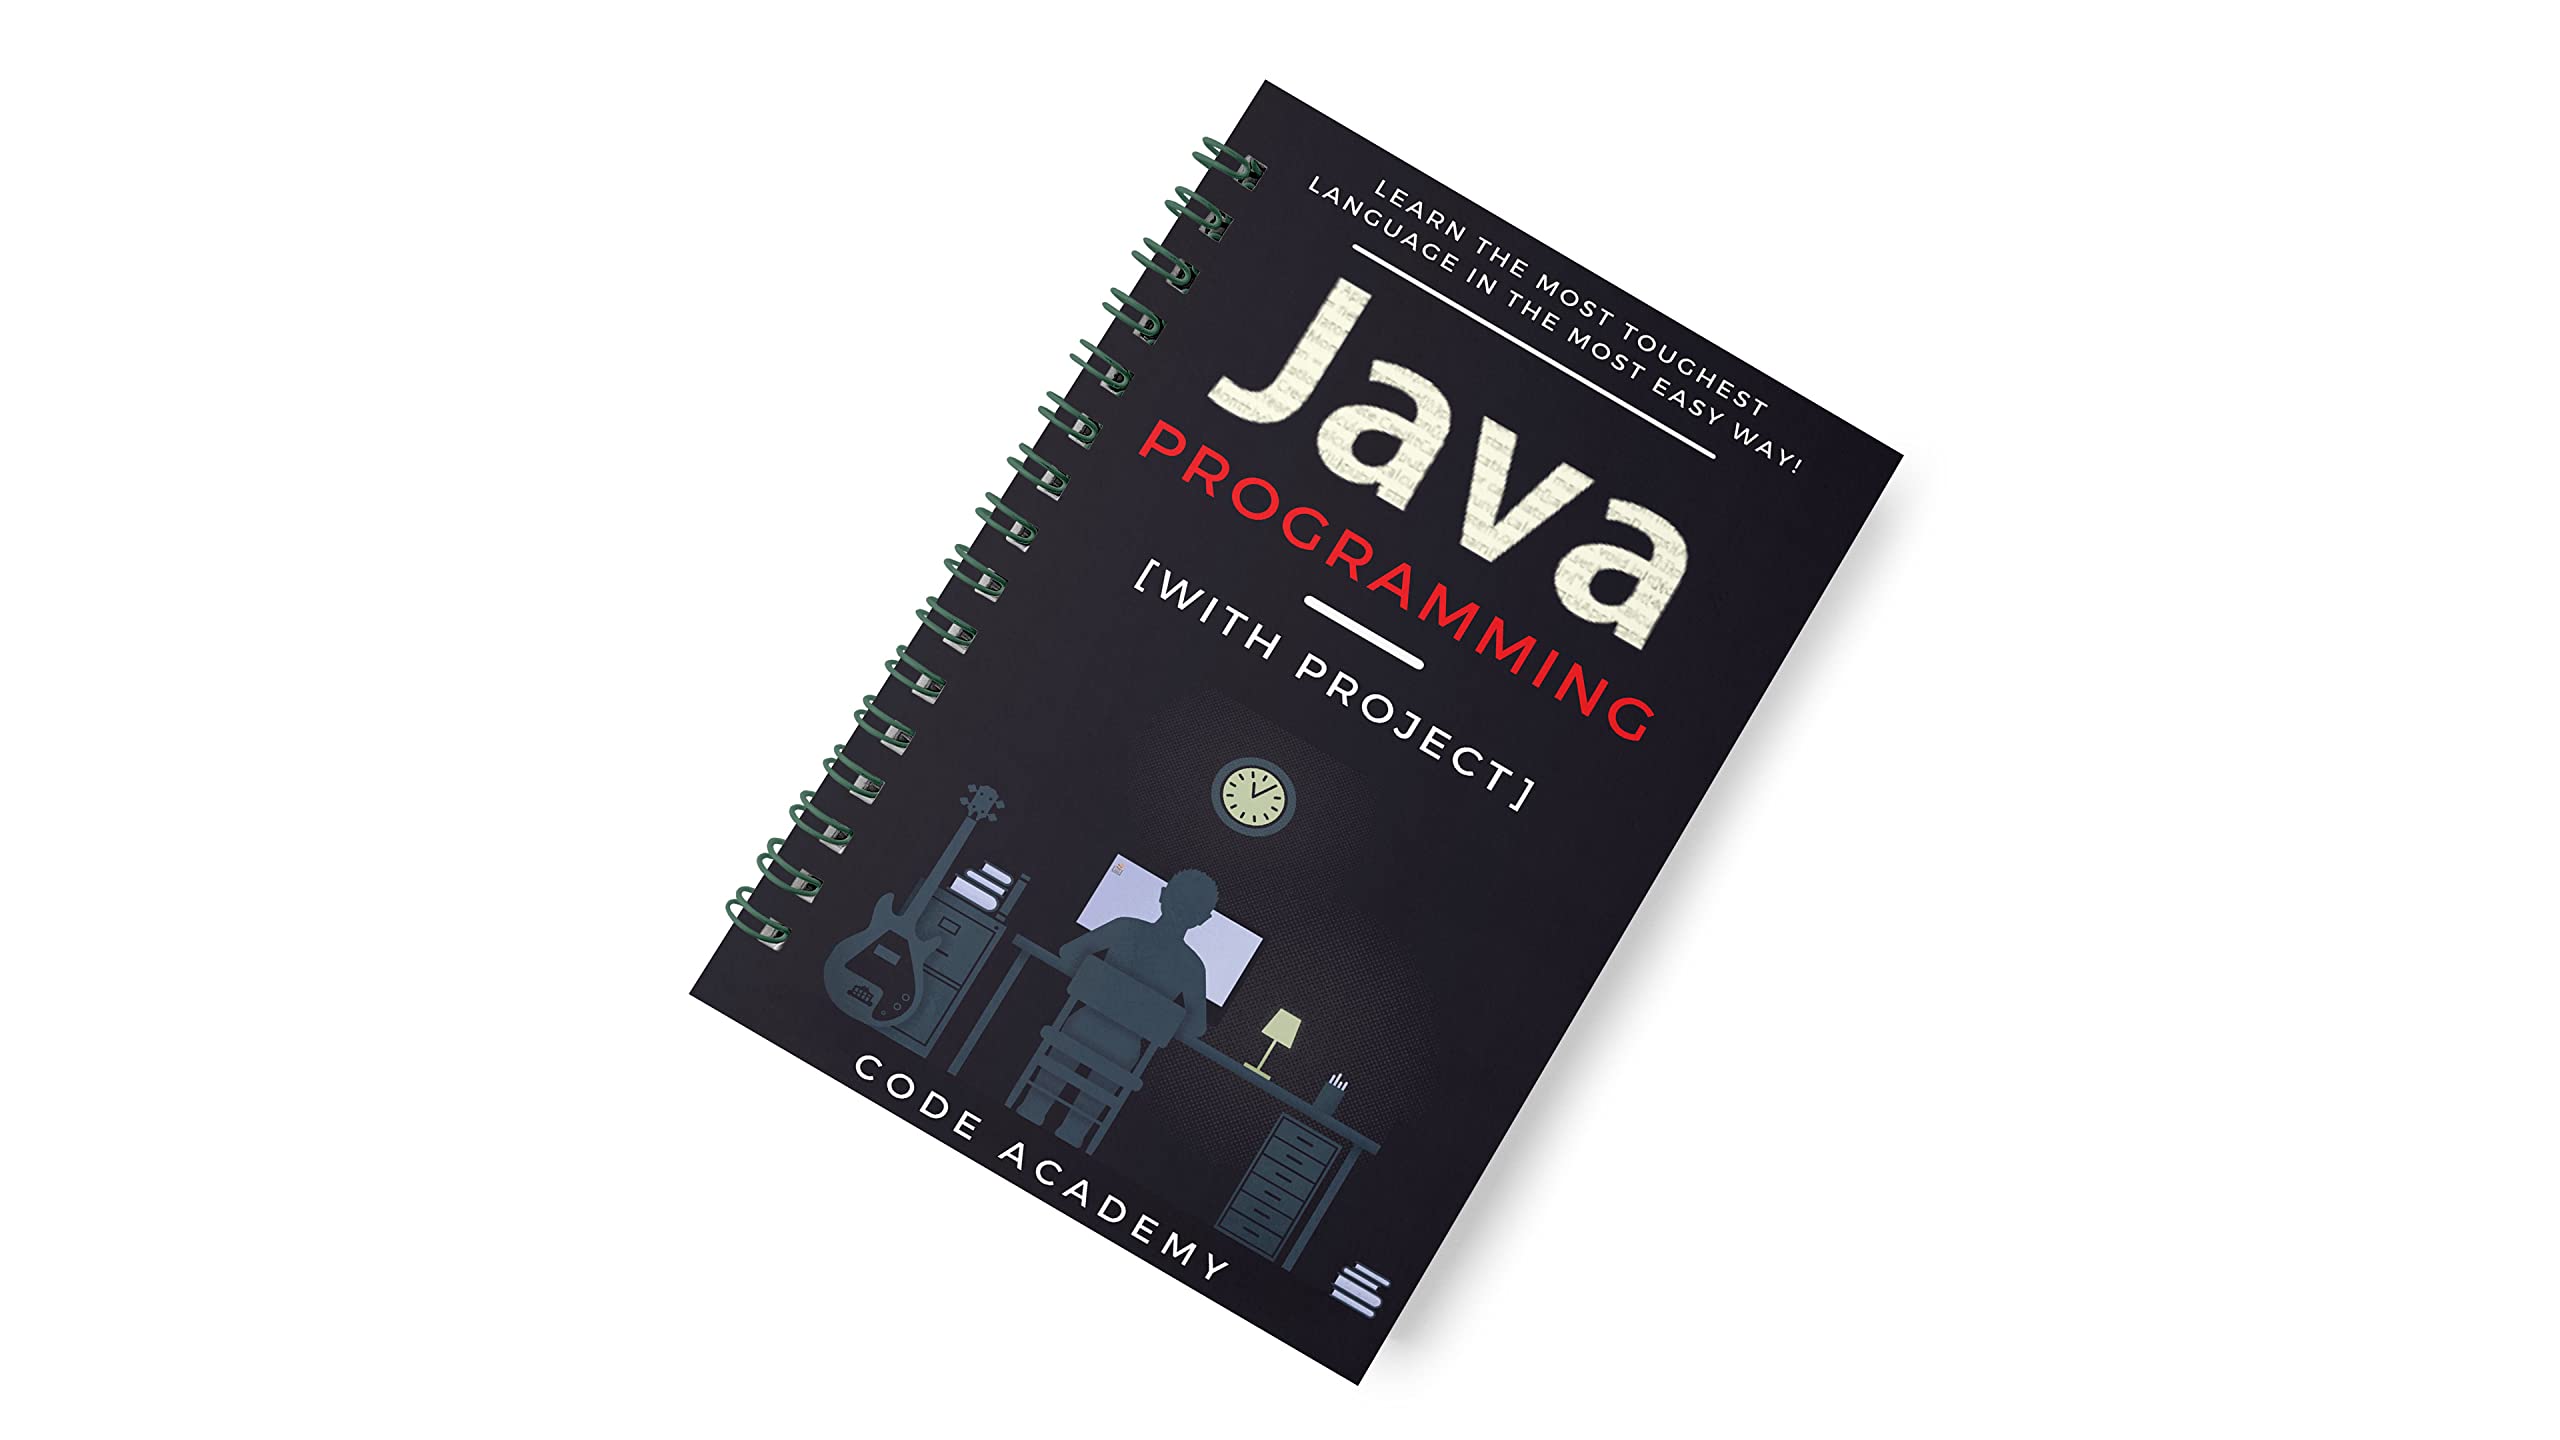 LEARN THE MOST TOUGHEST
LANGUAGE IN THE MOST EASY WAY!
Java
PROGRAMMING
[WITH PROJECT]
CODE ACADEMY